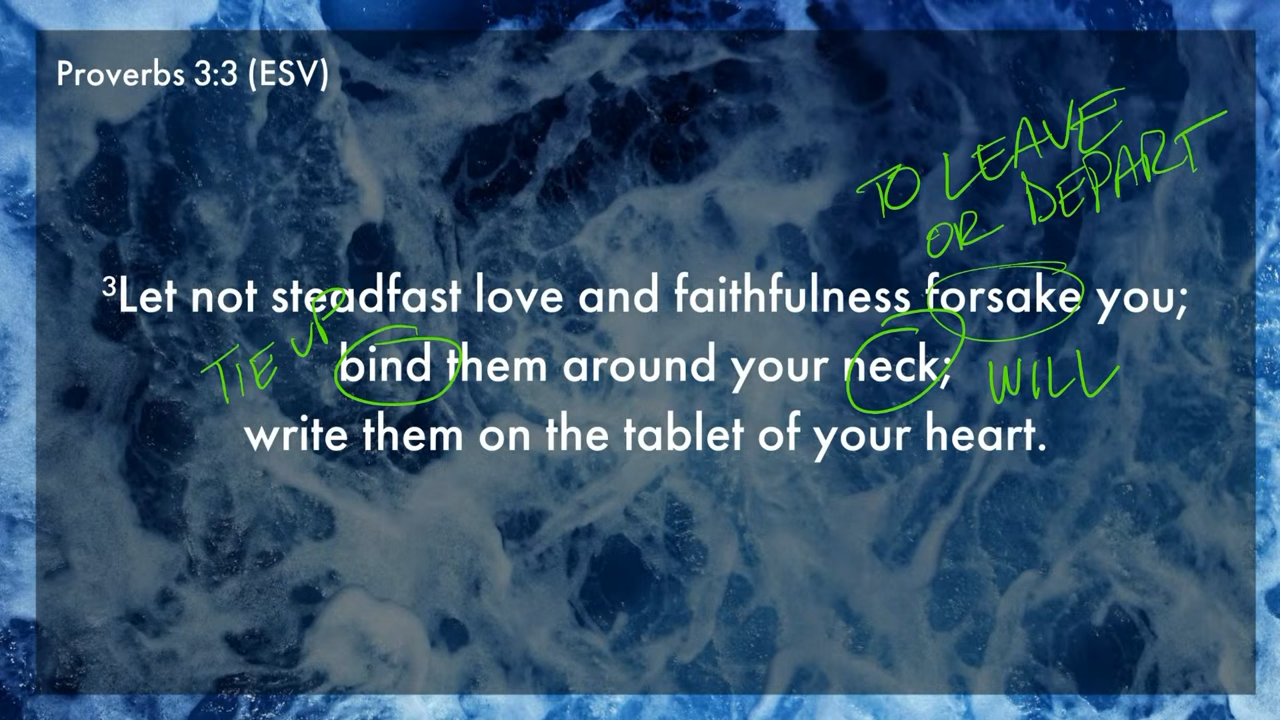 Proverbs 3:3 (ESV)
TO LEAVE
OR DEPART
³Let not steadfast love and faithfulness forsake you;
TIE UP
bind them around your neck;
WILL
write them on the tablet of your heart.